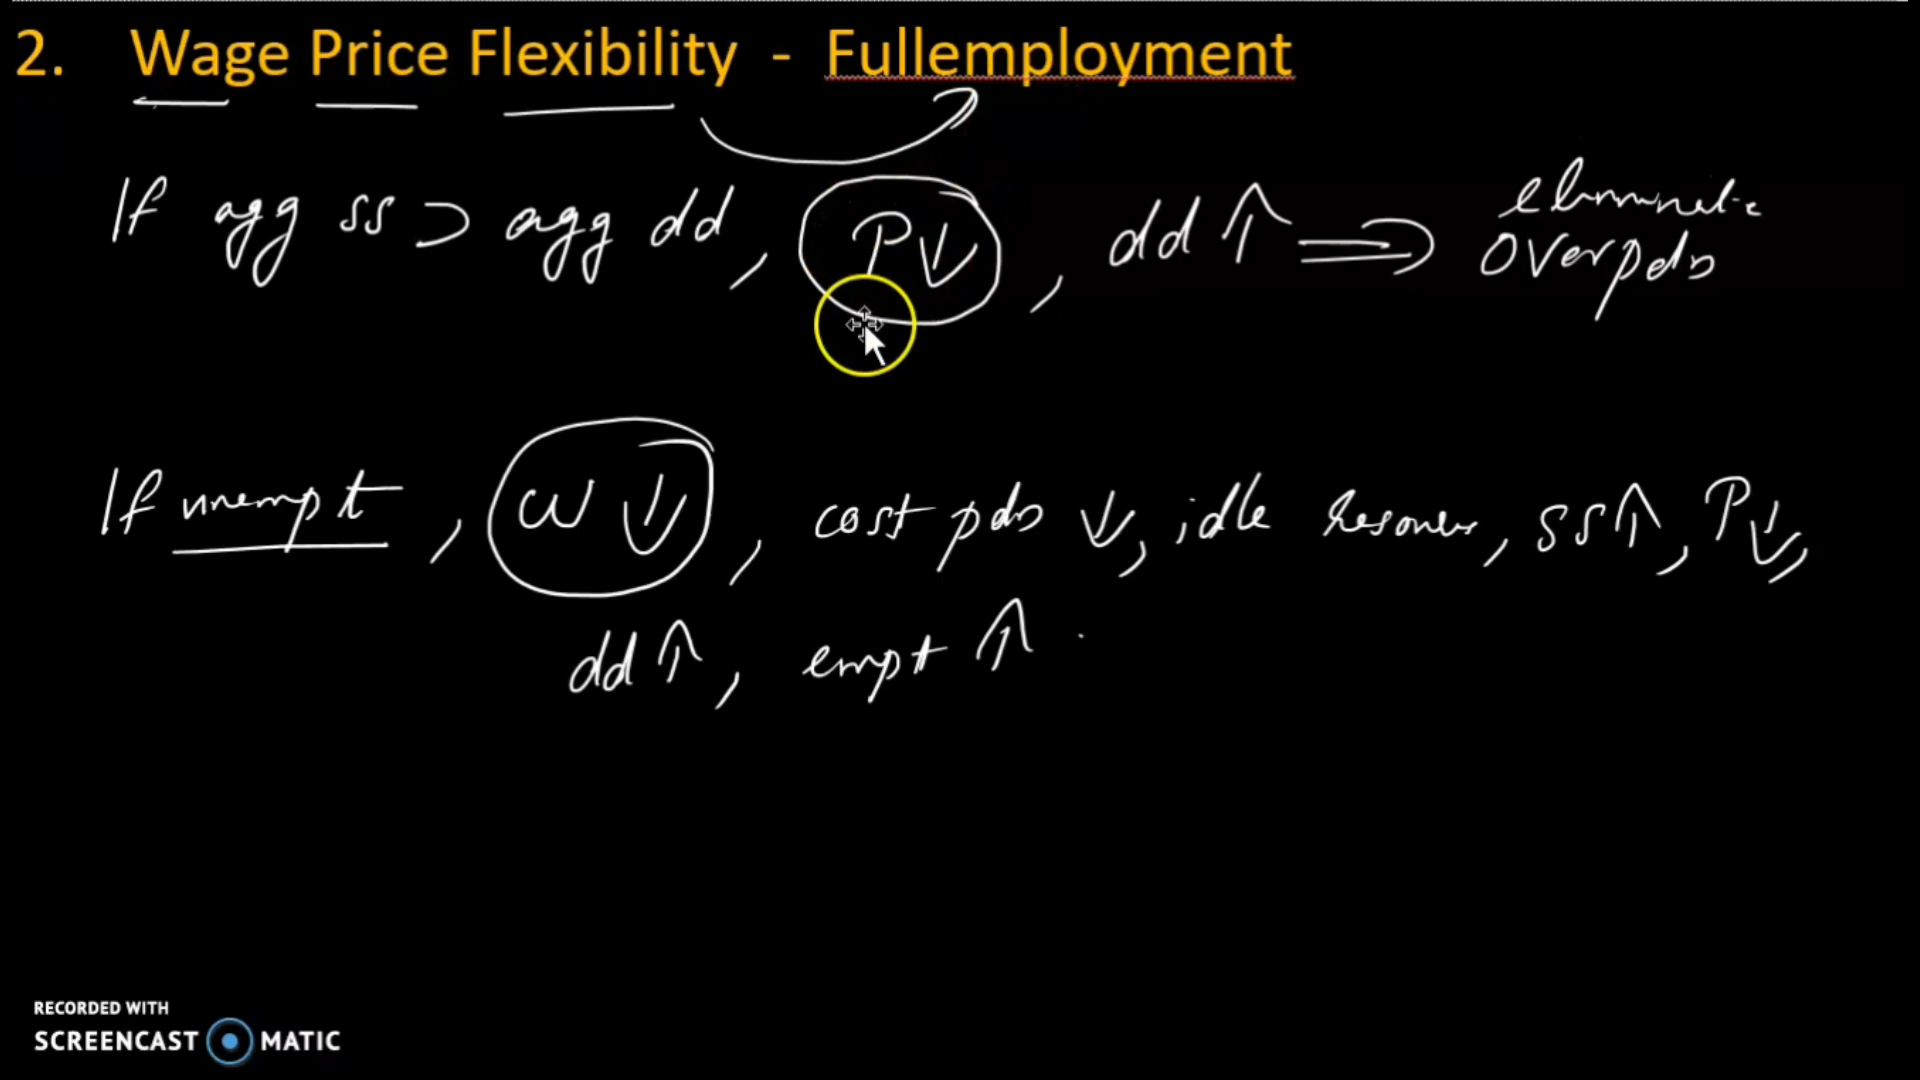 2. Wage Price Flexibility - Fullemployment
If agg ss > agg dd, P↓, dd ↑ ⇒ eliminate overpdn
If unempt, W ↓, cost pdn ↓, idle resources, SS↑, P↓,
dd ↑, empt ↑.
RECORDED WITH
SCREENCAST MATIC